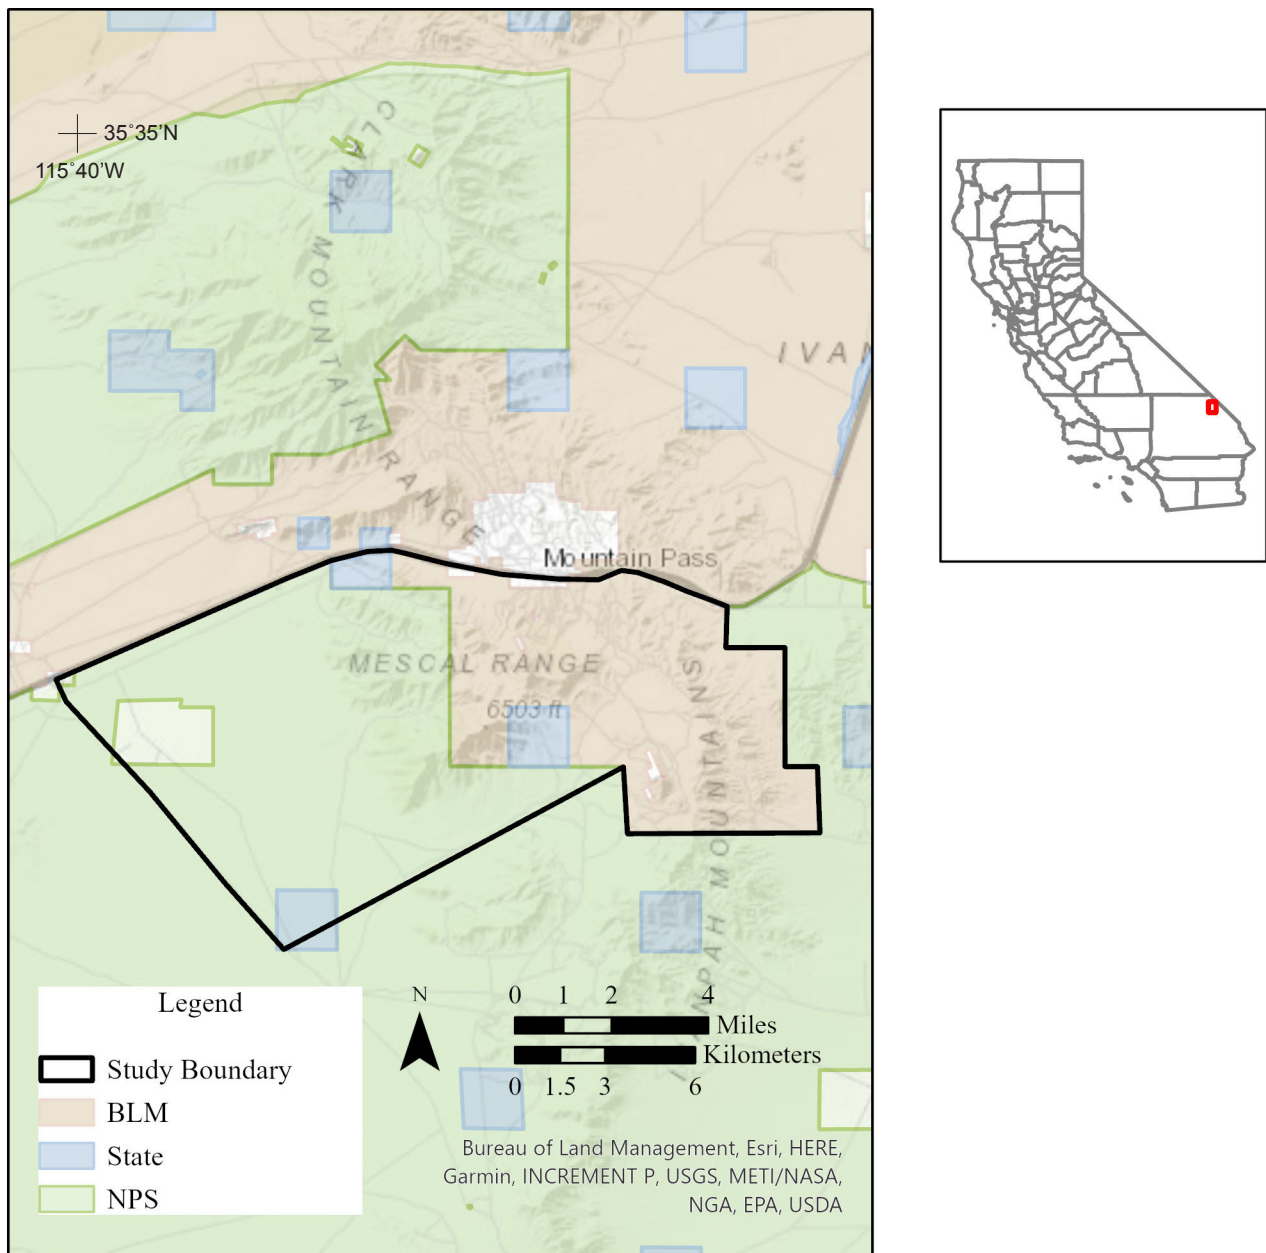 35°35'N
115°40'W
CLARK MOUNTAIN RANGE
IVAN
Mountain Pass
MESCAL RANGE
6503 ft
Legend
Study Boundary
BLM
State
NPS
N
0 1 2 4
Miles
Kilometers
0 1.5 3 6
Bureau of Land Management, Esri, HERE,
Garmin, INCREMENT P, USGS, METI/NASA,
NGA, EPA, USDA